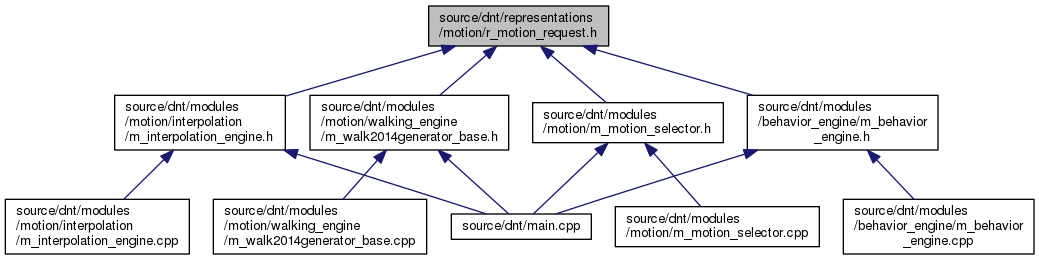 source/dnt/representations
/motion/r_motion_request.h
source/dnt/modules
/motion/interpolation
/m_interpolation_engine.h
source/dnt/modules
/motion/walking_engine
/m_walk2014generator_base.h
source/dnt/modules
/motion/m_motion_selector.h
source/dnt/modules
/behavior_engine/m_behavior
_engine.h
source/dnt/modules
/motion/interpolation
/m_interpolation_engine.cpp
source/dnt/modules
/motion/walking_engine
/m_walk2014generator_base.cpp
source/dnt/main.cpp
source/dnt/modules
/motion/m_motion_selector.cpp
source/dnt/modules
/behavior_engine/m_behavior
_engine.cpp